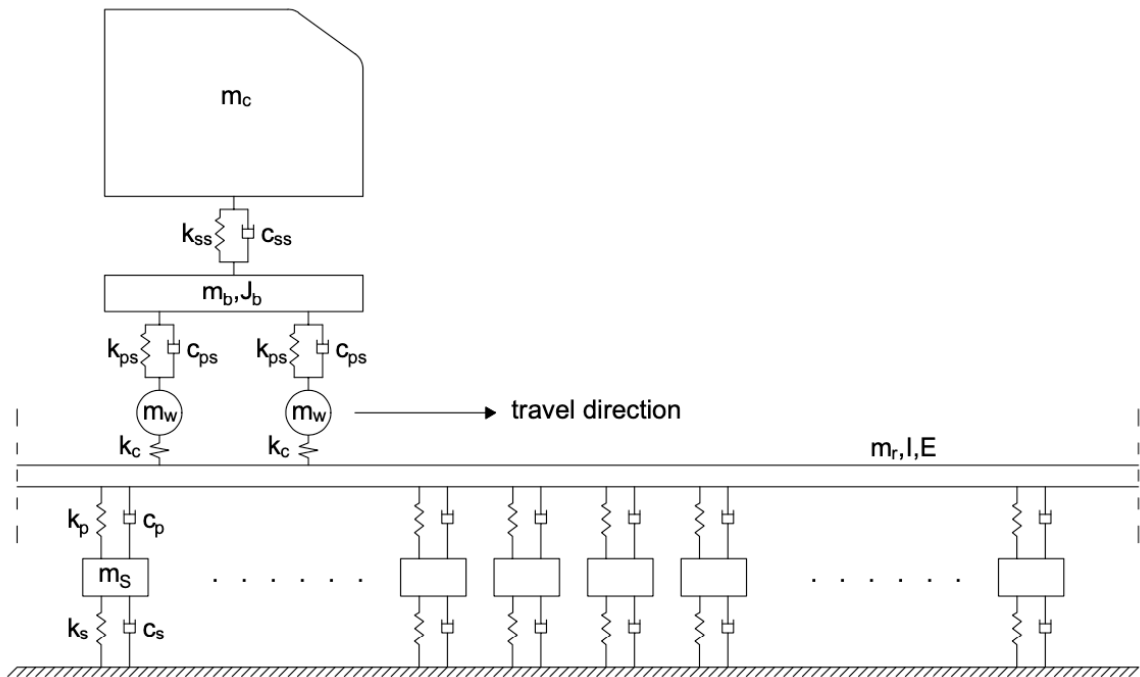 mc
kss css
mb,Jb
kps cps kps cps
mw mw travel direction
kc kc
mr,I,E
kp cp
mS
ks cs